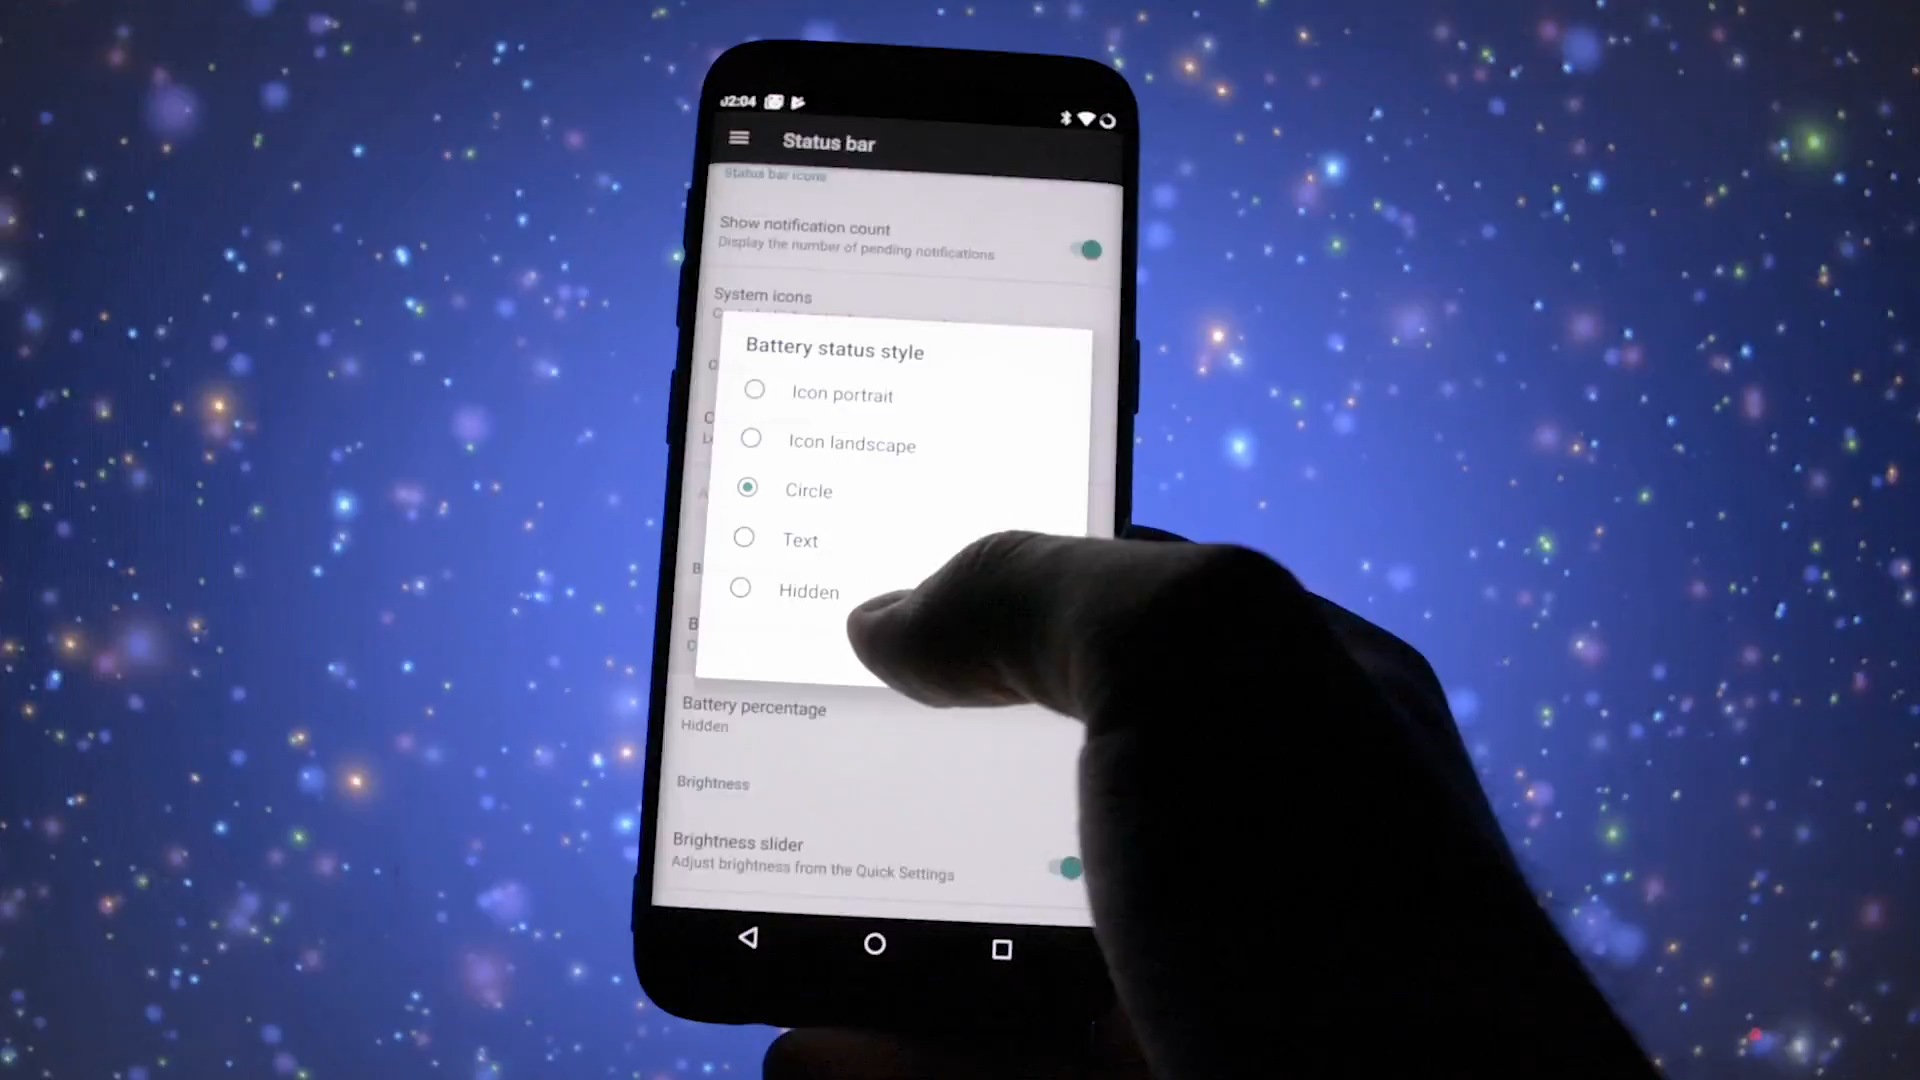 12:04
Status bar
Status bar icons
Show notification count
Display the number of pending notifications
System icons
Battery status style
Icon portrait
Icon landscape
Circle
Text
Hidden
Battery percentage
Hidden
Brightness
Brightness slider
Adjust brightness from the Quick Settings